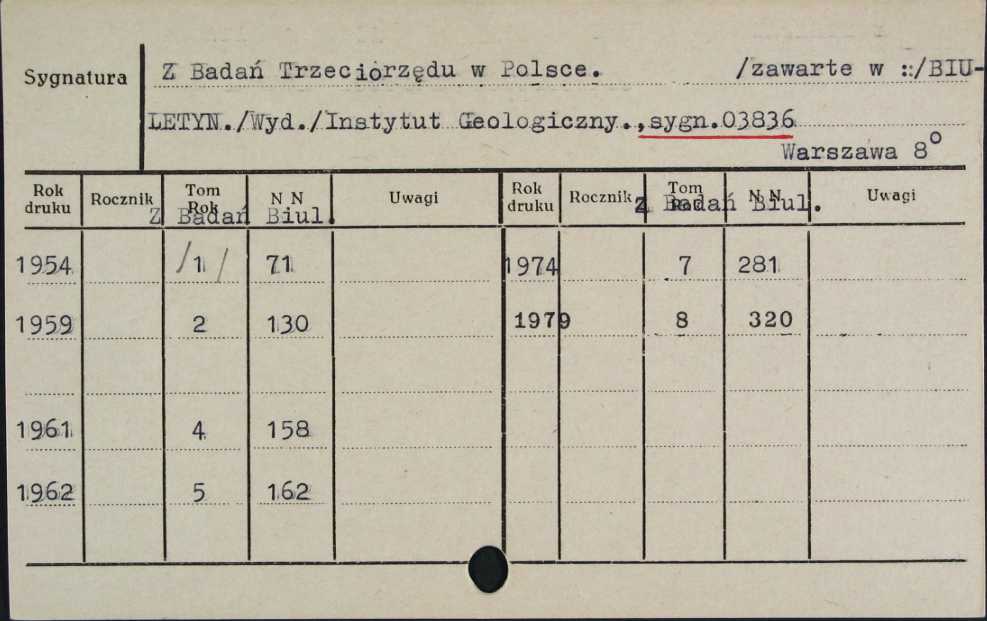 Sygnatura
Z Badań Trzeciorzędu w Polsce. /zawarte w ::/BIU-
LETYN./Wyd./Instytut Geologiczny.,sygn.03836
Warszawa 8°
Rok druku Rocznik Tom Rok N N Uwagi Rok druku Rocznik Tom Rok N N Uwagi
Z Badań Biul. Z Badań Biul.
1954 /1/ 71 1974 7 281
1959 2 130 1979 8 320
1961 4 158
1962 5 162